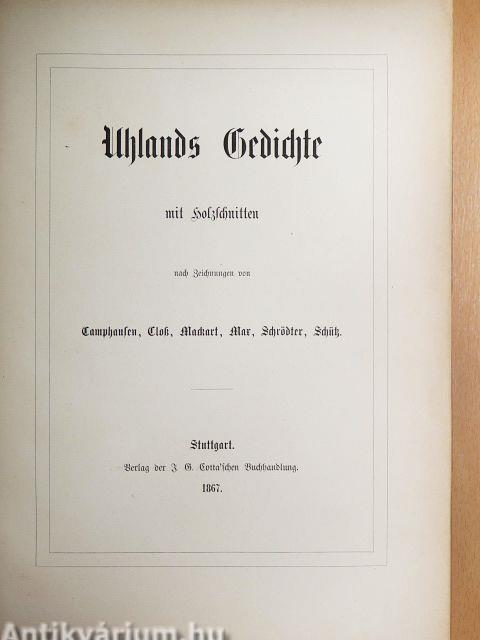 Uhlands Gedichte
mit Holzſchnitten
nach Zeichnungen von
Camphauſen, Cloß, Mackart, Max, Schrödter, Schütz.
Stuttgart.
Verlag der J. G. Cotta'ſchen Buchhandlung.
1867.
Antikvárium.hu